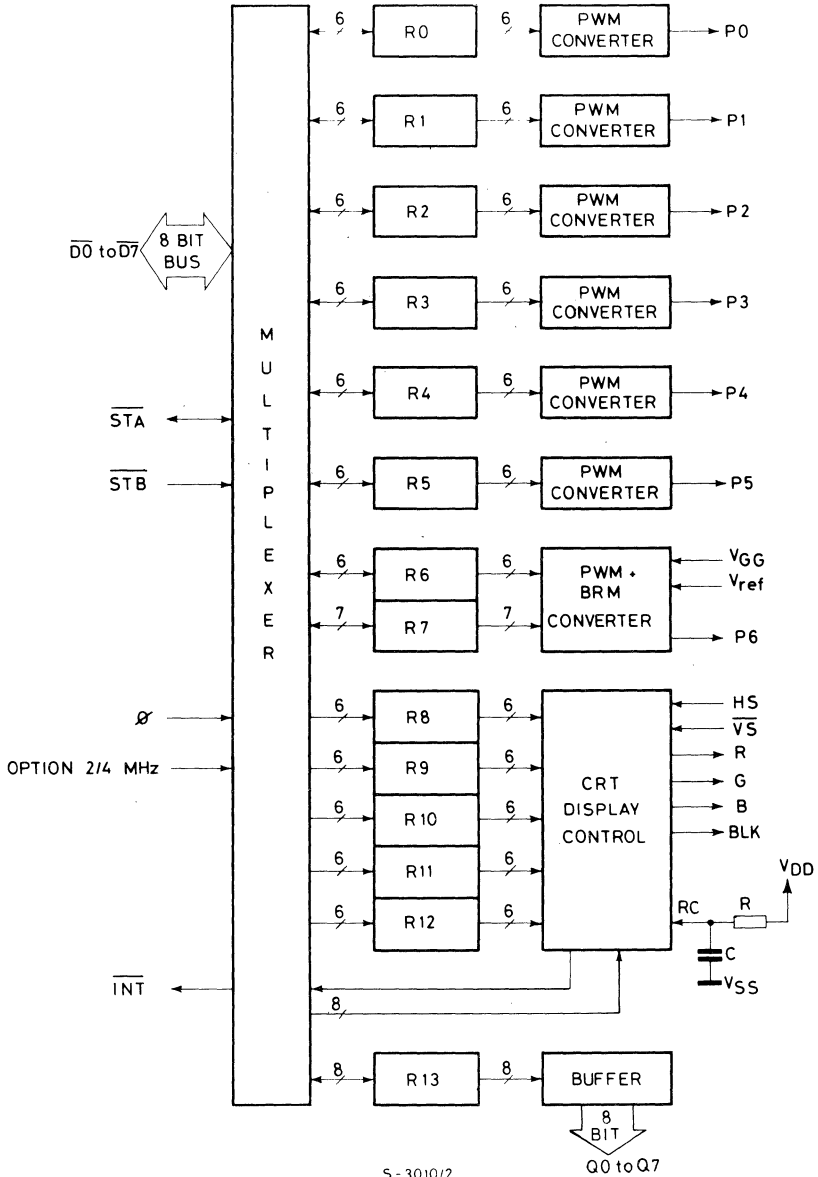 6 R0 6 PWM CONVERTER P0
6 R1 6 PWM CONVERTER P1
6 R2 6 PWM CONVERTER P2
D0 to D7 8 BIT BUS
6 R3 6 PWM CONVERTER P3
MULTIPLEXER
6 R4 6 PWM CONVERTER P4
STA
STB
6 R5 6 PWM CONVERTER P5
6 R6 6 PWM + BRM CONVERTER
7 R7 7
VGG
Vref
P6
Ø
OPTION 2/4 MHz
6 R8 6
6 R9 6
6 R10 6
6 R11 6
6 R12 6
CRT
DISPLAY
CONTROL
HS
VS
R
G
B
BLK
VDD
RC R
C
VSS
INT
8
8 R13 8 BUFFER
8
BIT
Q0 to Q7
S-3010/2